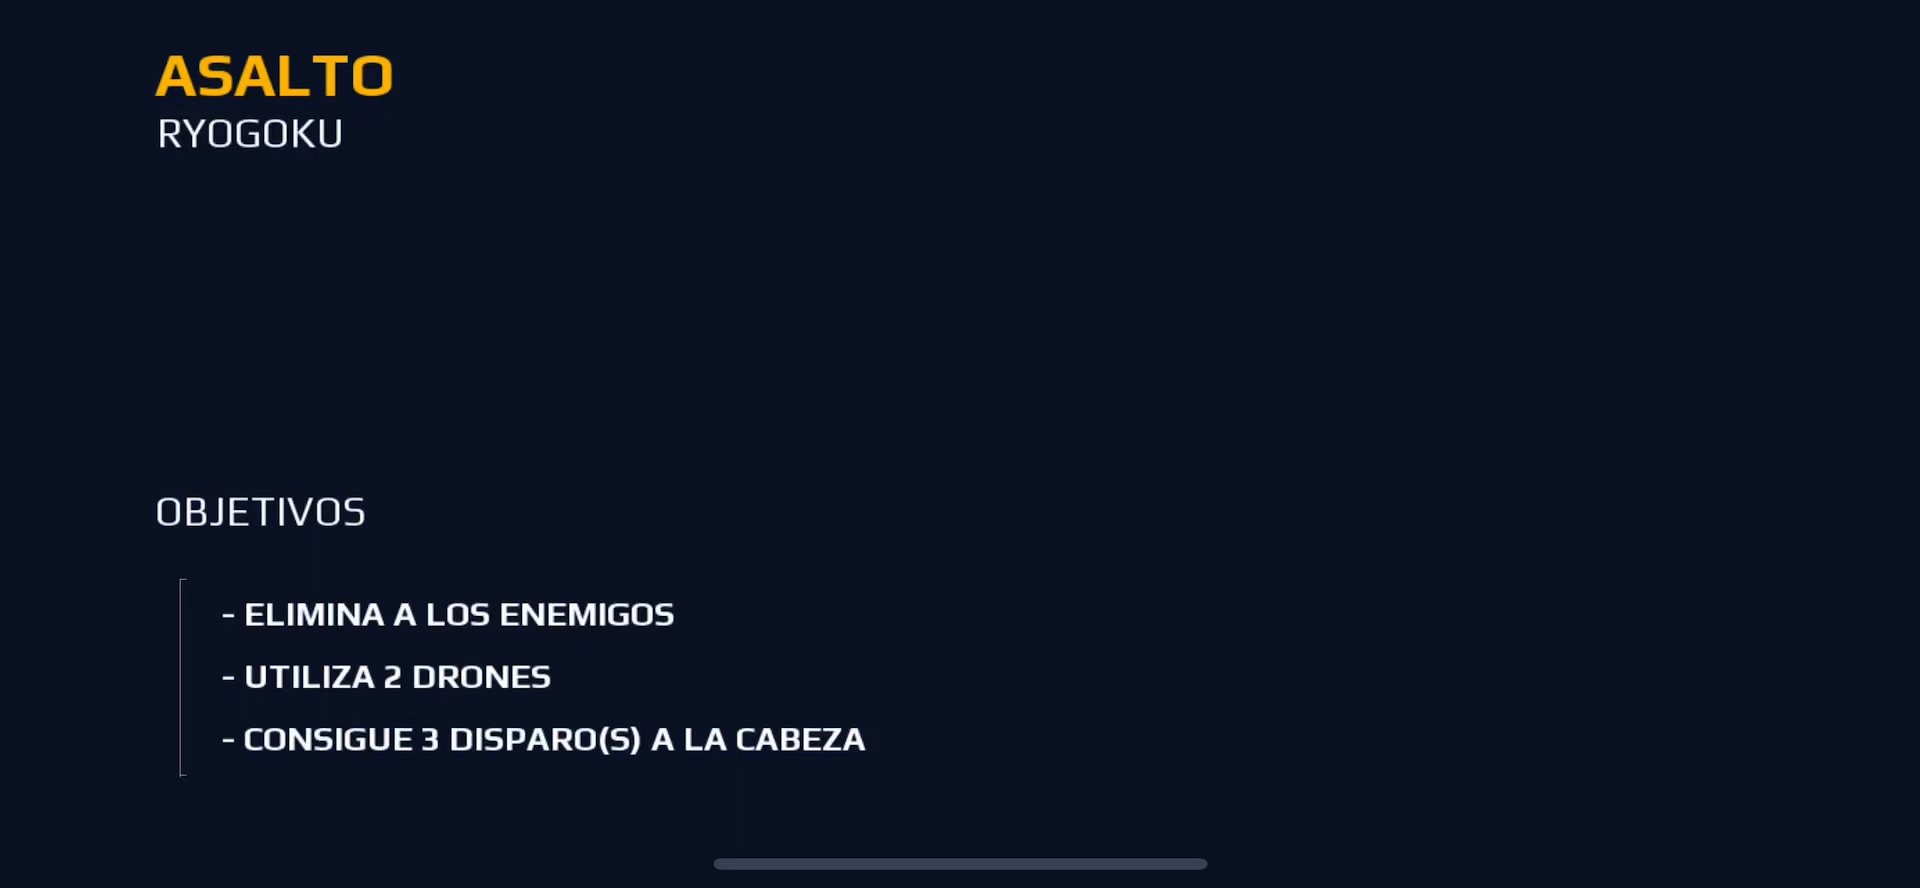 ASALTO
RYOGOKU
OBJETIVOS
- ELIMINA A LOS ENEMIGOS
- UTILIZA 2 DRONES
- CONSIGUE 3 DISPARO(S) A LA CABEZA